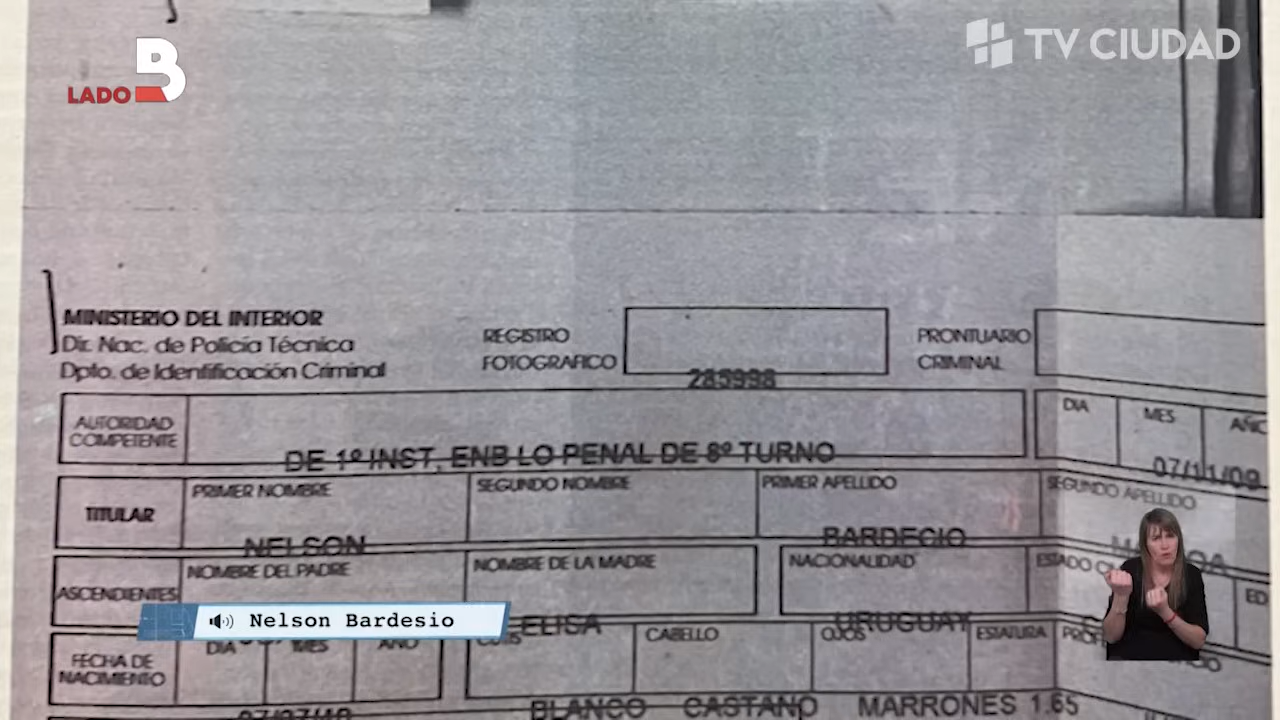 LADO B
TV CIUDAD
MINISTERIO DEL INTERIOR
Dir. Nac. de Policía Técnica
Dpto. de Identificación Criminal
REGISTRO
FOTOGRAFICO
285998
PRONTUARIO
CRIMINAL
AUTORIDAD
COMPETENTE
DE 1º INST, ENB LO PENAL DE 8º TURNO
DIA
MES
AÑO
07/11/09
TITULAR
PRIMER NOMBRE
SEGUNDO NOMBRE
PRIMER APELLIDO
SEGUNDO APELLIDO
NELSON
BARDECIO
ASCENDIENTES
NOMBRE DEL PADRE
NOMBRE DE LA MADRE
NACIONALIDAD
ESTADO
ED
Nelson Bardesio
ELISA
URUGUAY
FECHA DE
NACIMIENTO
DIA
MES
AÑO
CABELLO
OJOS
ESTATURA
BLANCO
CASTANO
MARRONES
1.65